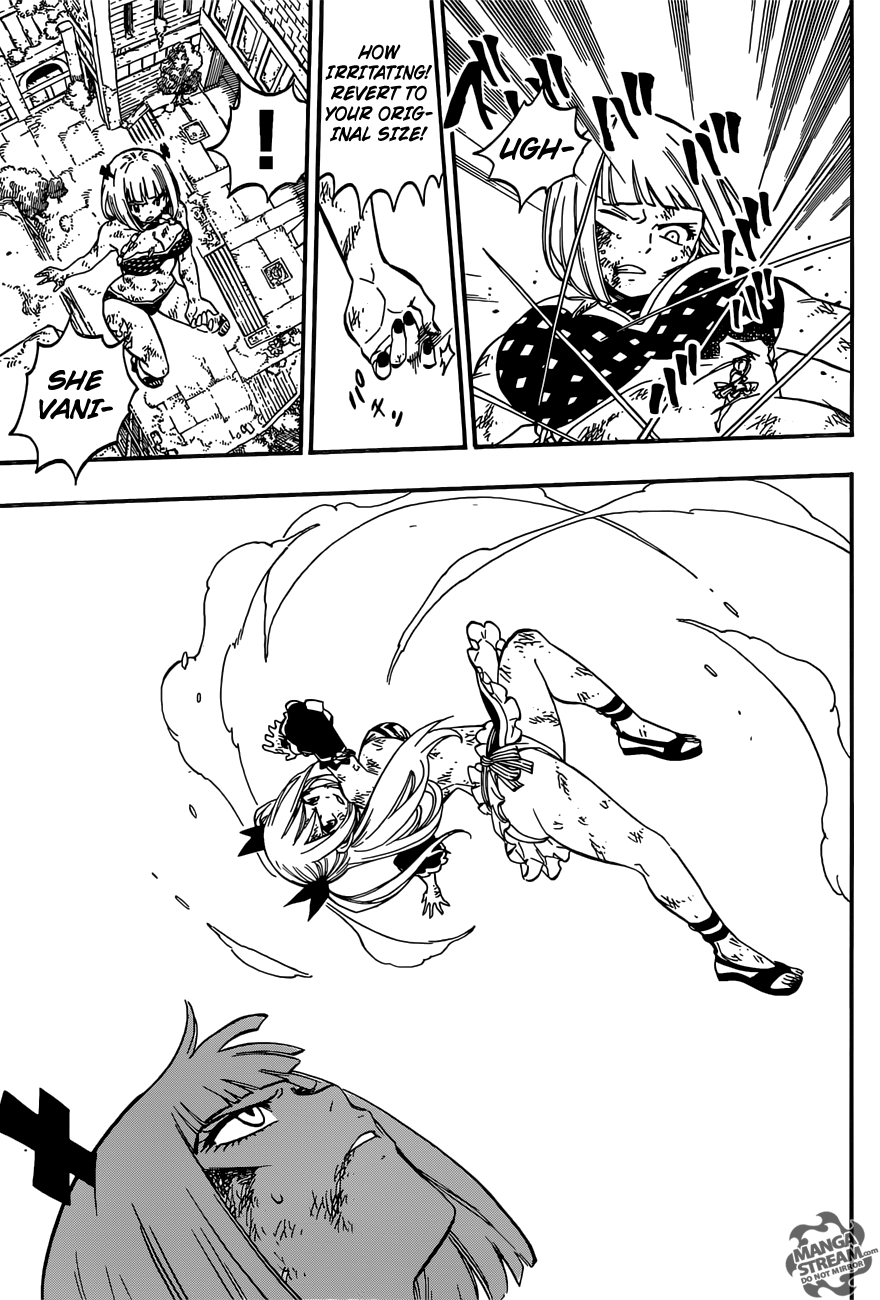 UGH-
HOW
IRRITATING!
REVERT TO
YOUR ORIG-
INAL SIZE!
!
SHE
VANI-
MANGA
STREAM.com
DO NOT MIRROR!